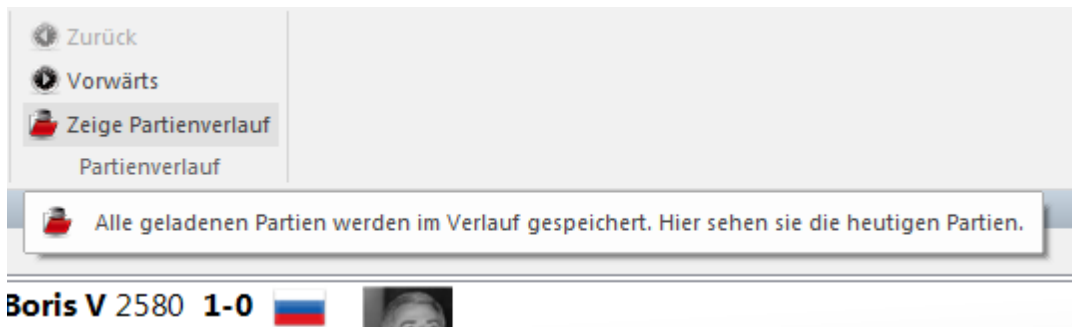 Zurück
Vorwärts
Zeige Partienverlauf
Partienverlauf
Alle geladenen Partien werden im Verlauf gespeichert. Hier sehen sie die heutigen Partien.
Boris V 2580 1-0